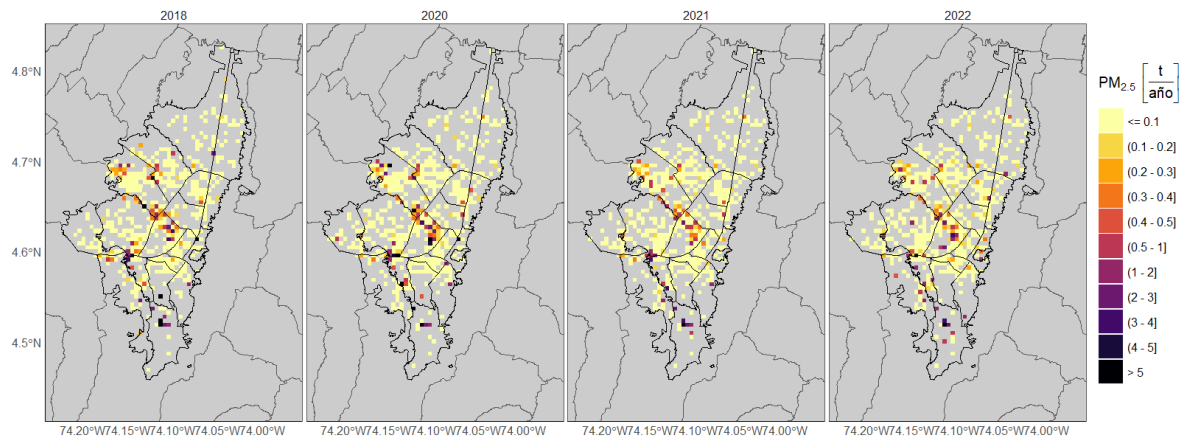 2018 2020 2021 2022
4.8°N
4.7°N
4.6°N
4.5°N
74.20°W74.15°W74.10°W74.05°W74.00°W 74.20°W74.15°W74.10°W74.05°W74.00°W 74.20°W74.15°W74.10°W74.05°W74.00°W 74.20°W74.15°W74.10°W74.05°W74.00°W
PM2.5 [t/año]
<= 0.1
(0.1 - 0.2]
(0.2 - 0.3]
(0.3 - 0.4]
(0.4 - 0.5]
(0.5 - 1]
(1 - 2]
(2 - 3]
(3 - 4]
(4 - 5]
> 5